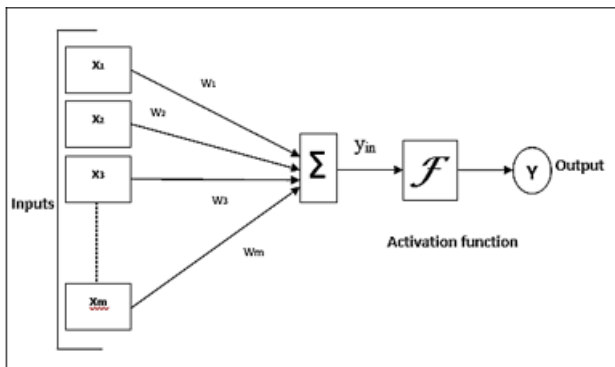 X1
W1
X2
W2
yin
X3
Σ
F
Y
Output
Inputs
W3
Activation function
Wm
Xm